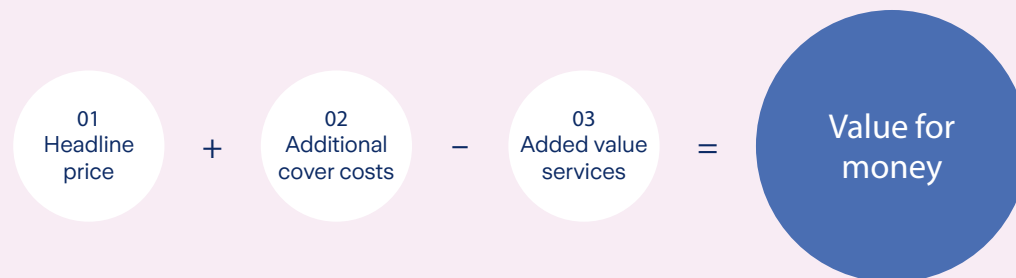 01
Headline
price
+
02
Additional
cover costs
–
03
Added value
services
=
Value for
money